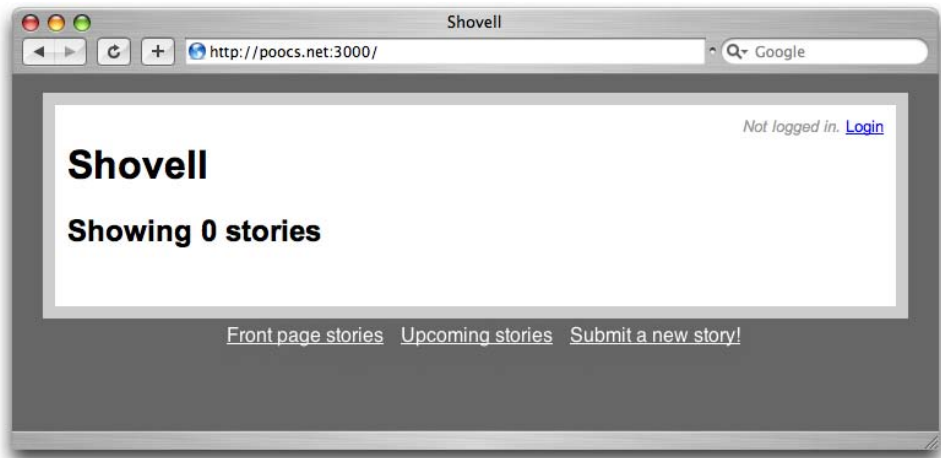 Shovell
http://poocs.net:3000/
Google
Not logged in. Login
Shovell
Showing 0 stories
Front page stories Upcoming stories Submit a new story!